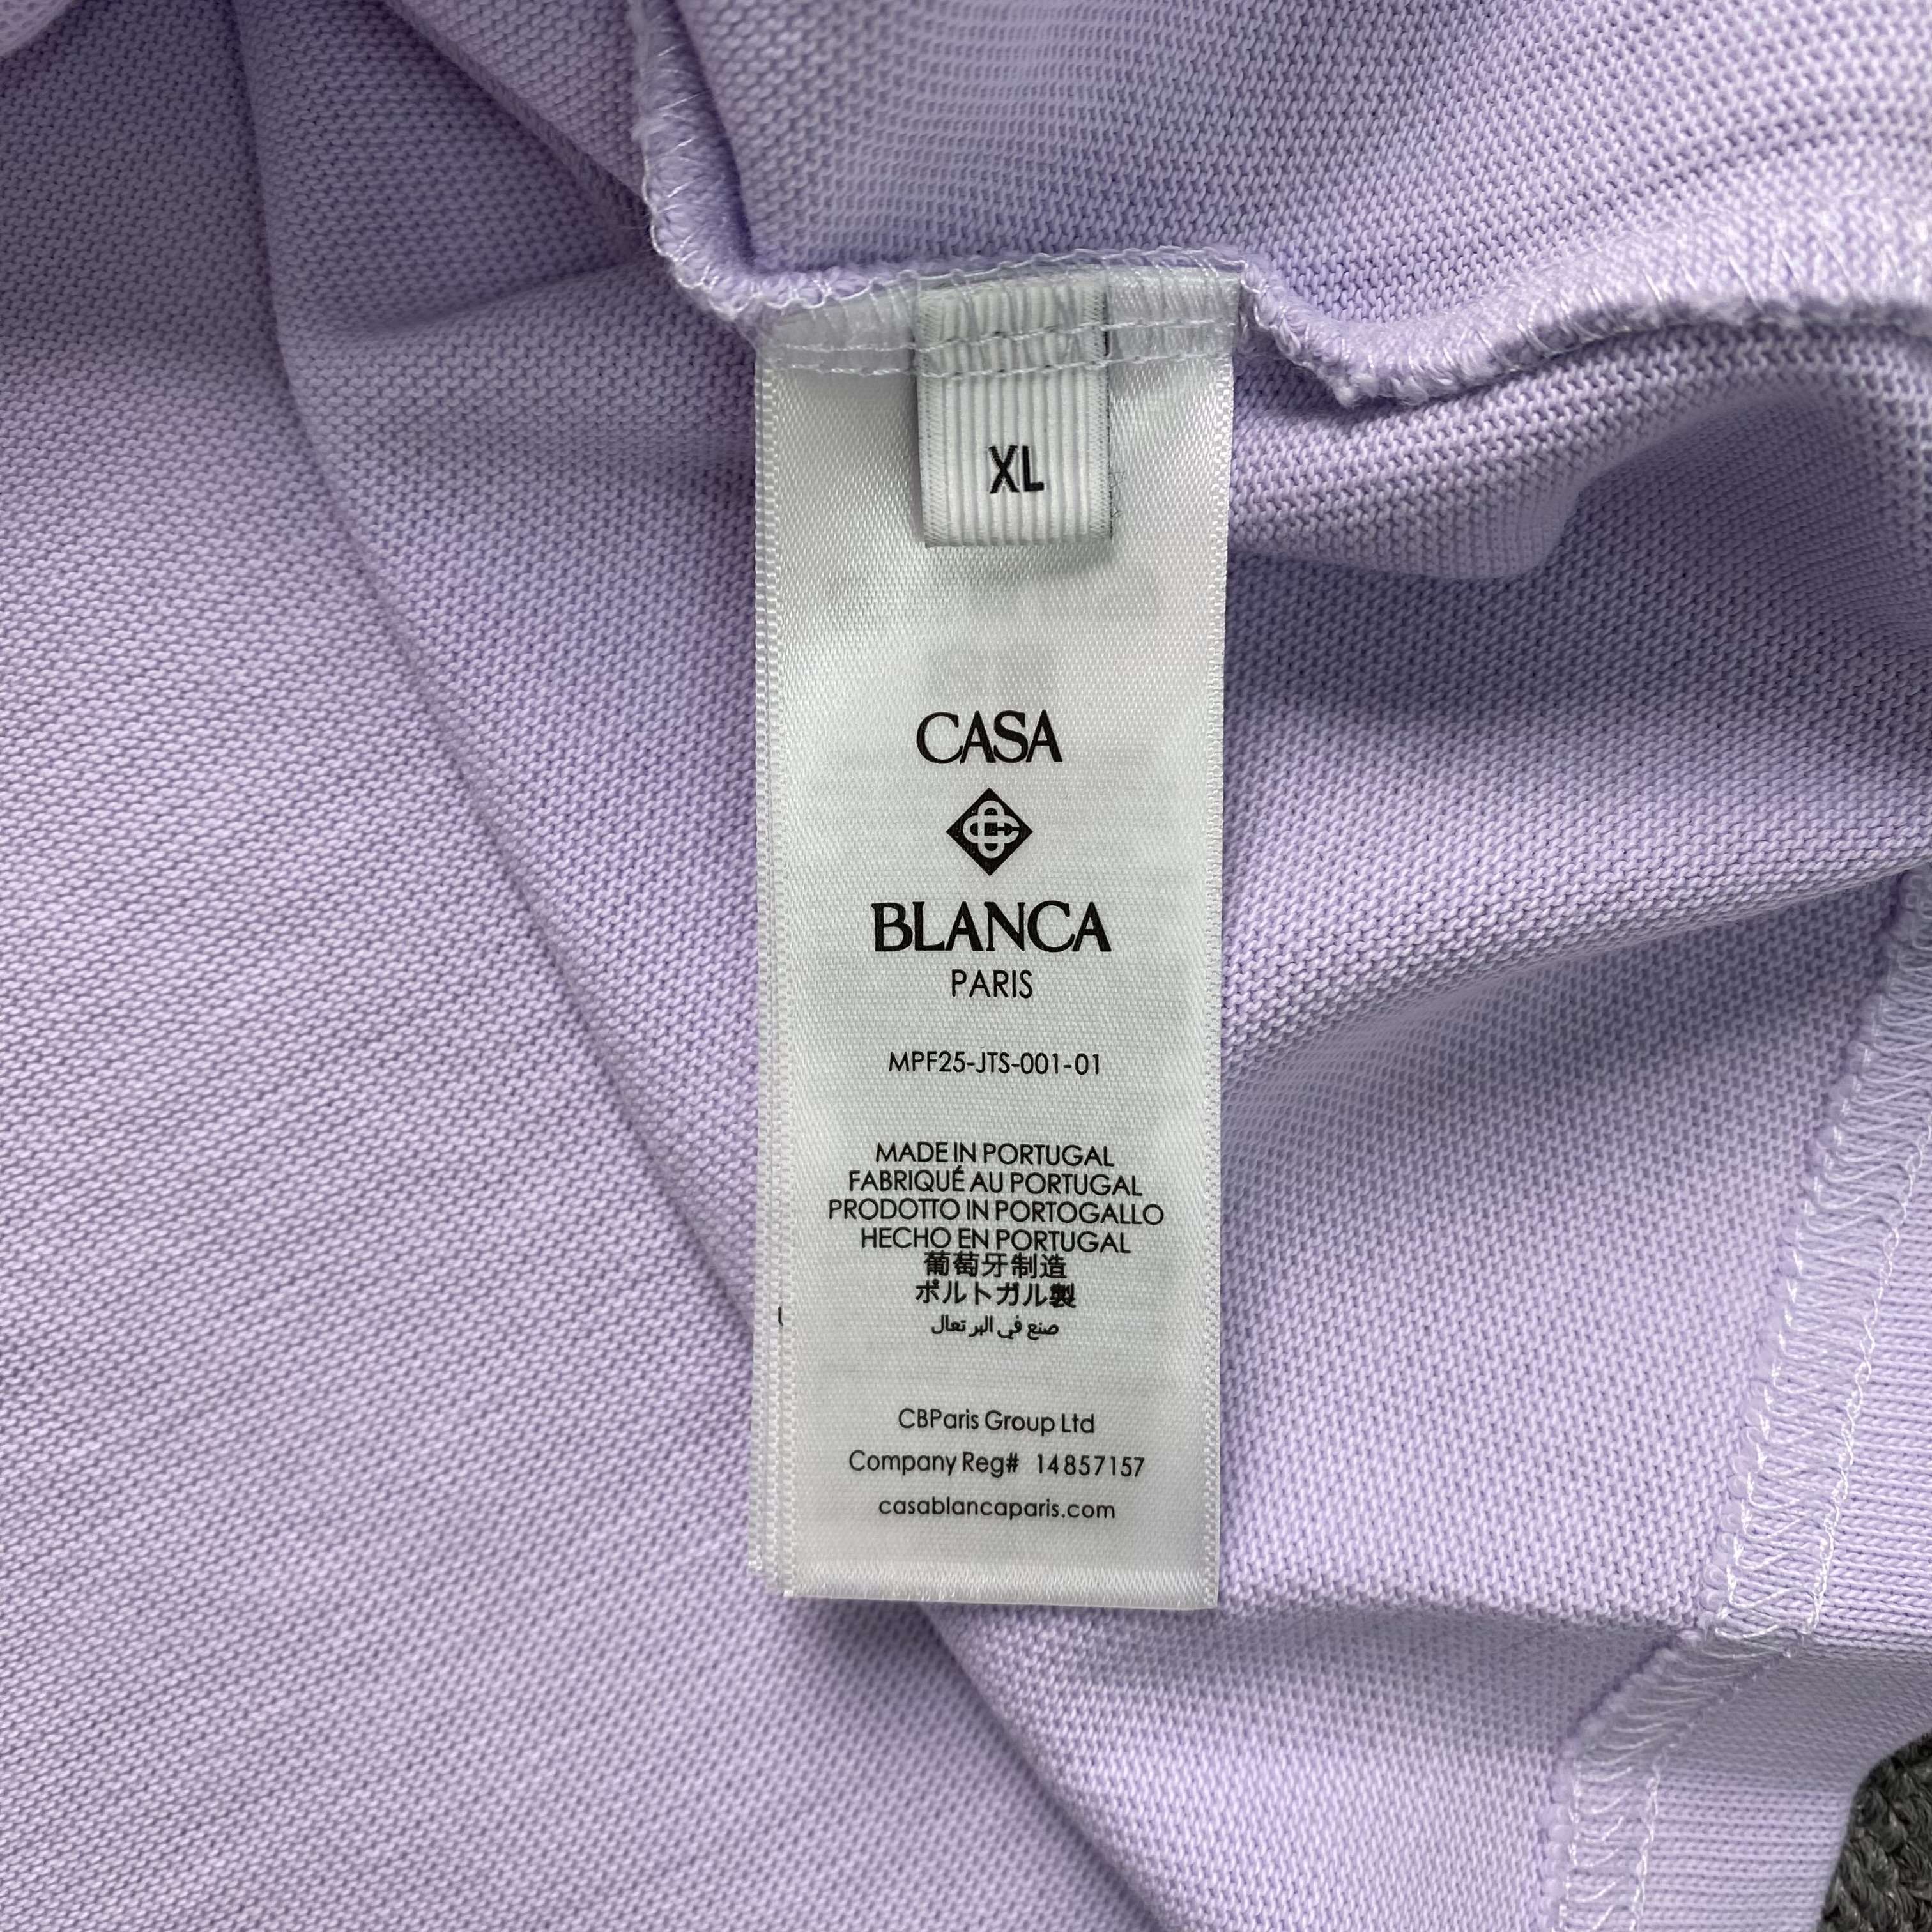 XL
CASA
BLANCA
PARIS
MPF25-JTS-001-01
MADE IN PORTUGAL
FABRIQUÉ AU PORTUGAL
PRODOTTO IN PORTOGALLO
HECHO EN PORTUGAL
葡萄牙制造
ポルトガル製
صنع في البرتغال
CBParis Group Ltd
Company Reg# 14857157
casablancaparis.com